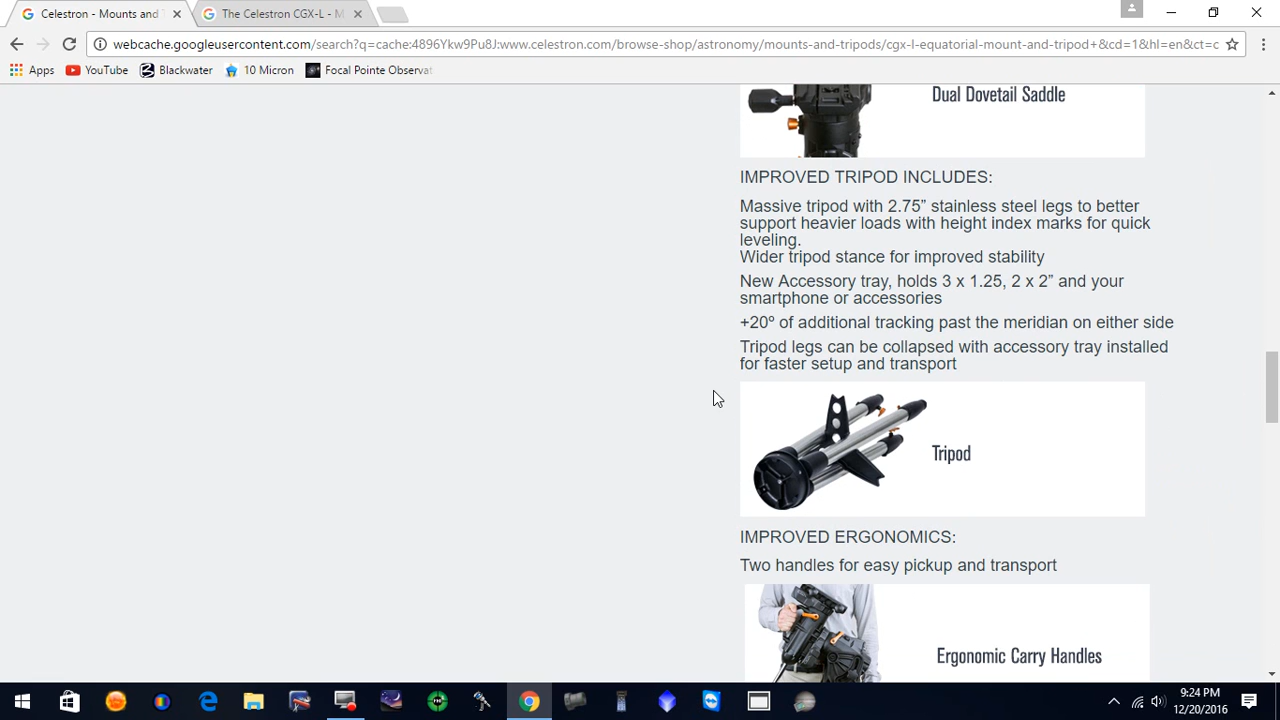 Celestron - Mounts and
The Celestron CGX-L - M
webcache.googleusercontent.com/search?q=cache:4896Ykw9Pu8J:www.celestron.com/browse-shop/astronomy/mounts-and-tripods/cgx-l-equatorial-mount-and-tripod+&cd=1&hl=en&ct=c
Apps YouTube Blackwater 10 Micron Focal Pointe Observat
Dual Dovetail Saddle
IMPROVED TRIPOD INCLUDES:
Massive tripod with 2.75” stainless steel legs to better
support heavier loads with height index marks for quick
leveling.
Wider tripod stance for improved stability
New Accessory tray, holds 3 x 1.25, 2 x 2” and your
smartphone or accessories
+20º of additional tracking past the meridian on either side
Tripod legs can be collapsed with accessory tray installed
for faster setup and transport
Tripod
IMPROVED ERGONOMICS:
Two handles for easy pickup and transport
Ergonomic Carry Handles
9:24 PM
12/20/2016